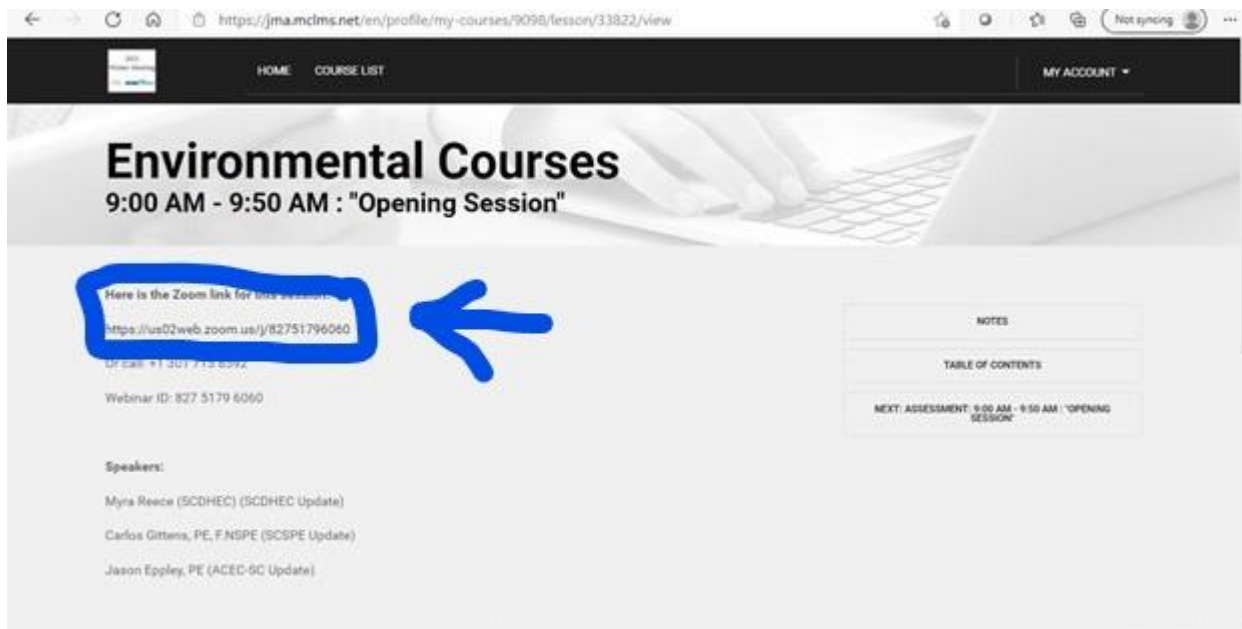 https://jma.mclms.net/en/profile/my-courses/9098/lesson/33822/view
Not syncing
HOME COURSE LIST
MY ACCOUNT
Environmental Courses
9:00 AM - 9:50 AM : "Opening Session"
Here is the Zoom link for this session:
https://us02web.zoom.us/j/82751796060
Or call: +1 301 715 8592
Webinar ID: 827 5179 6060
Speakers:
Myra Reece (SCDHEC) (SCDHEC Update)
Carlos Gittens, PE, F.NSPE (SCSPE Update)
Jason Eppley, PE (ACEC-SC Update)
NOTES
TABLE OF CONTENTS
NEXT: ASSESSMENT: 9:00 AM - 9:50 AM : "OPENING
SESSION"